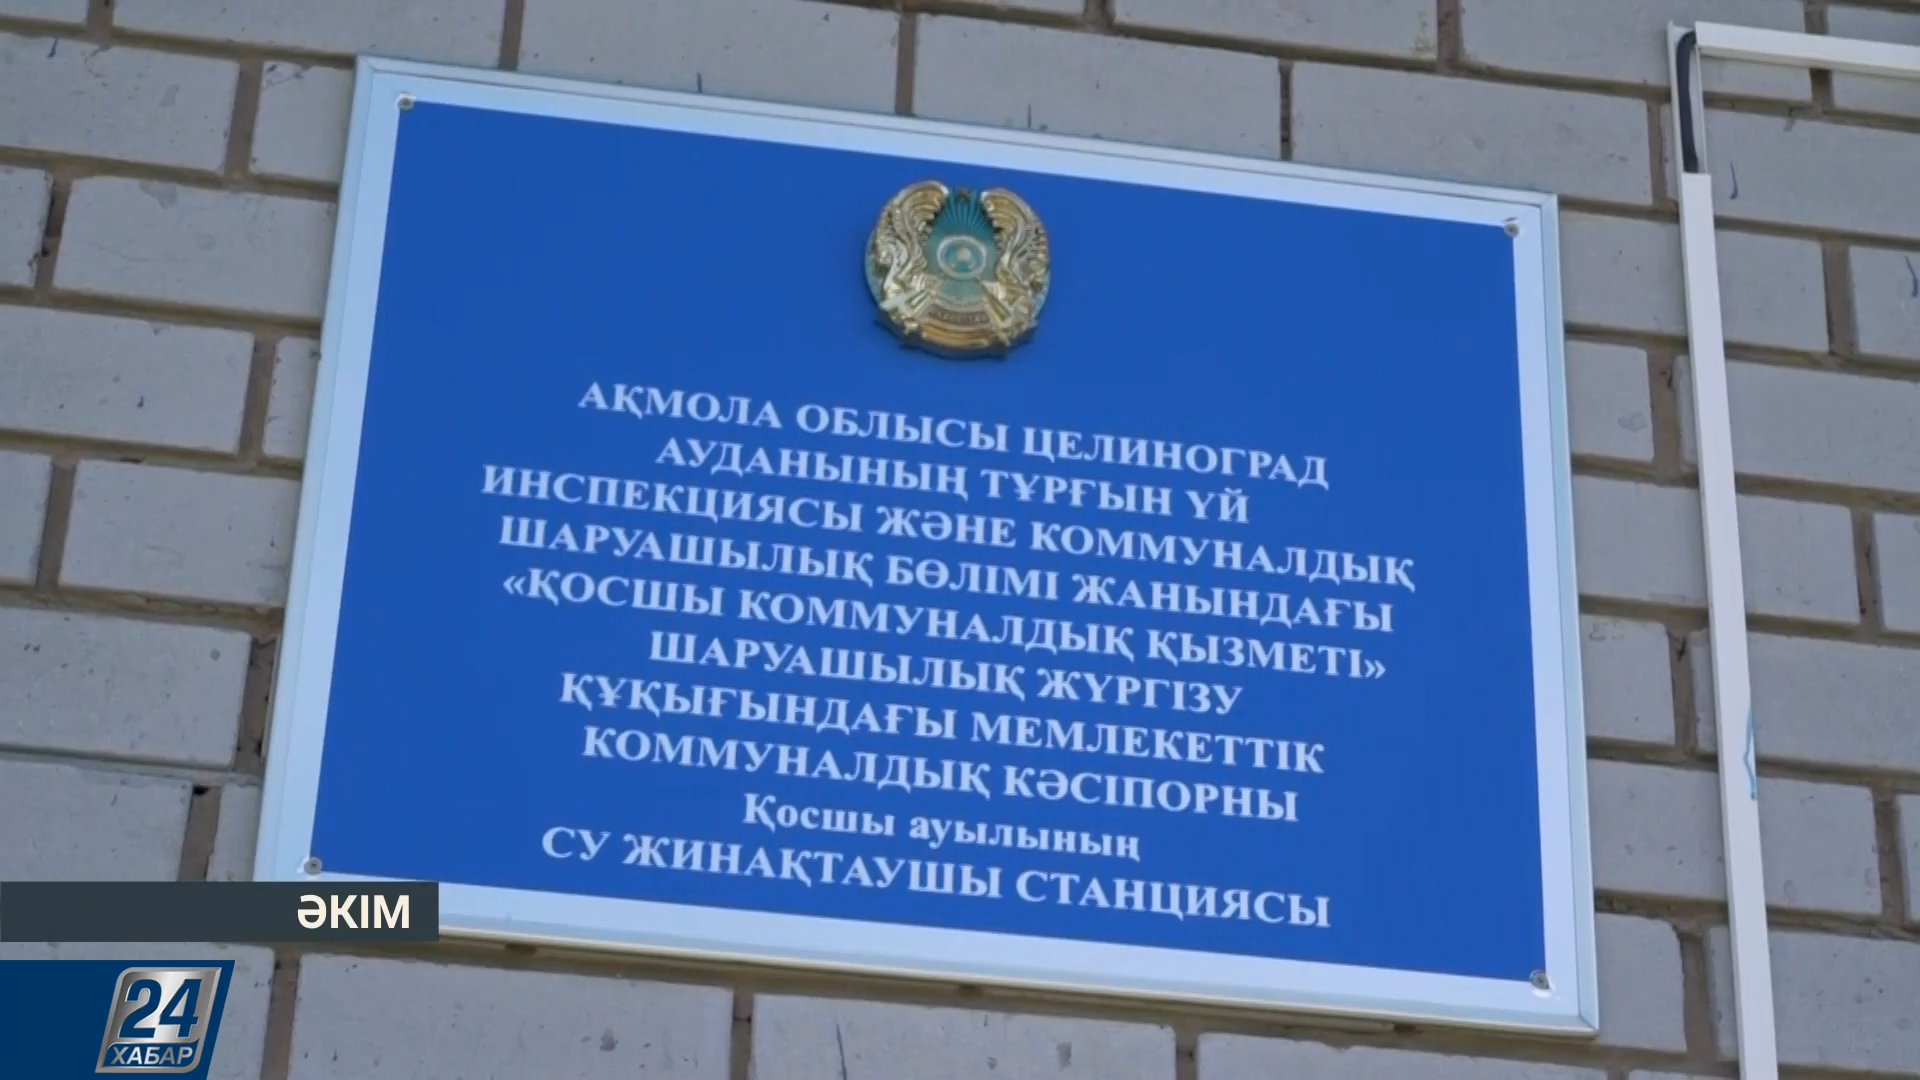 АҚМОЛА ОБЛЫСЫ ЦЕЛИНОГРАД
АУДАНЫНЫҢ ТҰРҒЫН ҮЙ
ИНСПЕКЦИЯСЫ ЖӘНЕ КОММУНАЛДЫҚ
ШАРУАШЫЛЫҚ БӨЛІМІ ЖАНЫНДАҒЫ
«ҚОСШЫ КОММУНАЛДЫҚ ҚЫЗМЕТІ»
ШАРУАШЫЛЫҚ ЖҮРГІЗУ
ҚҰҚЫҒЫНДАҒЫ МЕМЛЕКЕТТІК
КОММУНАЛДЫҚ КӘСІПОРНЫ
Қосшы ауылының
СУ ЖИНАҚТАУШЫ СТАНЦИЯСЫ
ӘКІМ
24
ХАБАР